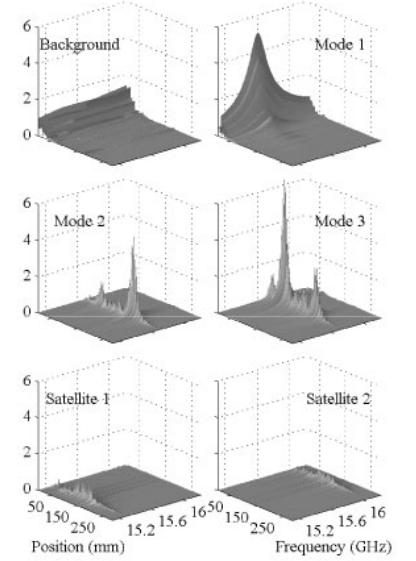 6
4
2
0
Background
Mode 1
6
4
2
0
Mode 2
Mode 3
6
4
2
0
Satellite 1
Satellite 2
50 150 250 15.2 15.6 16 50 150 250 15.2 15.6 16
Position (mm) Frequency (GHz)